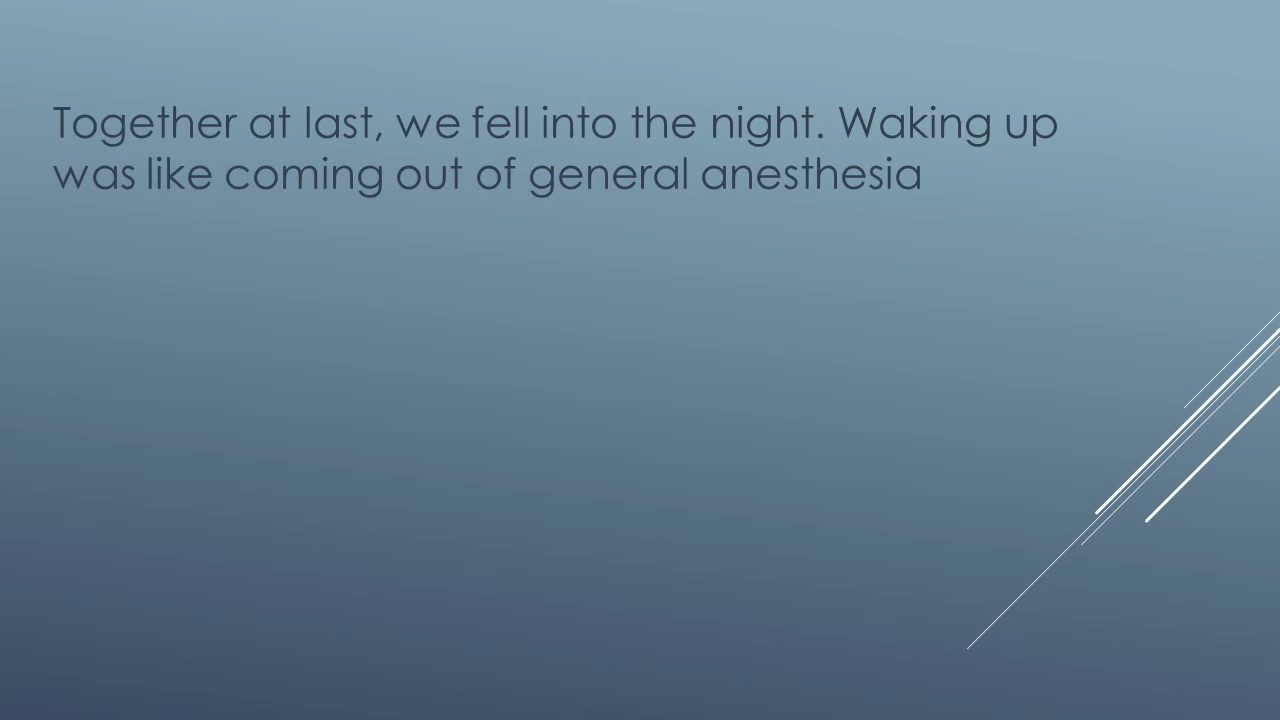 Together at last, we fell into the night. Waking up
was like coming out of general anesthesia